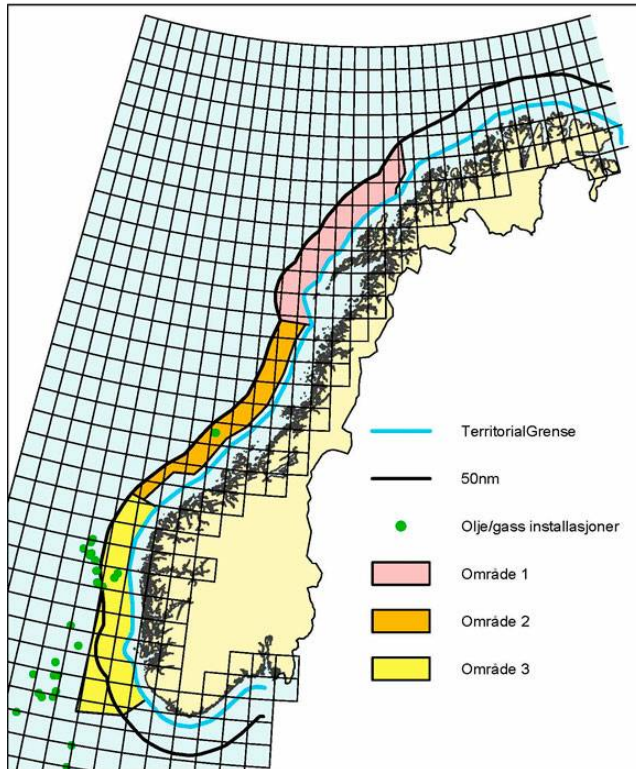 TerritorialGrense
50nm
Olje/gass installasjoner
Område 1
Område 2
Område 3